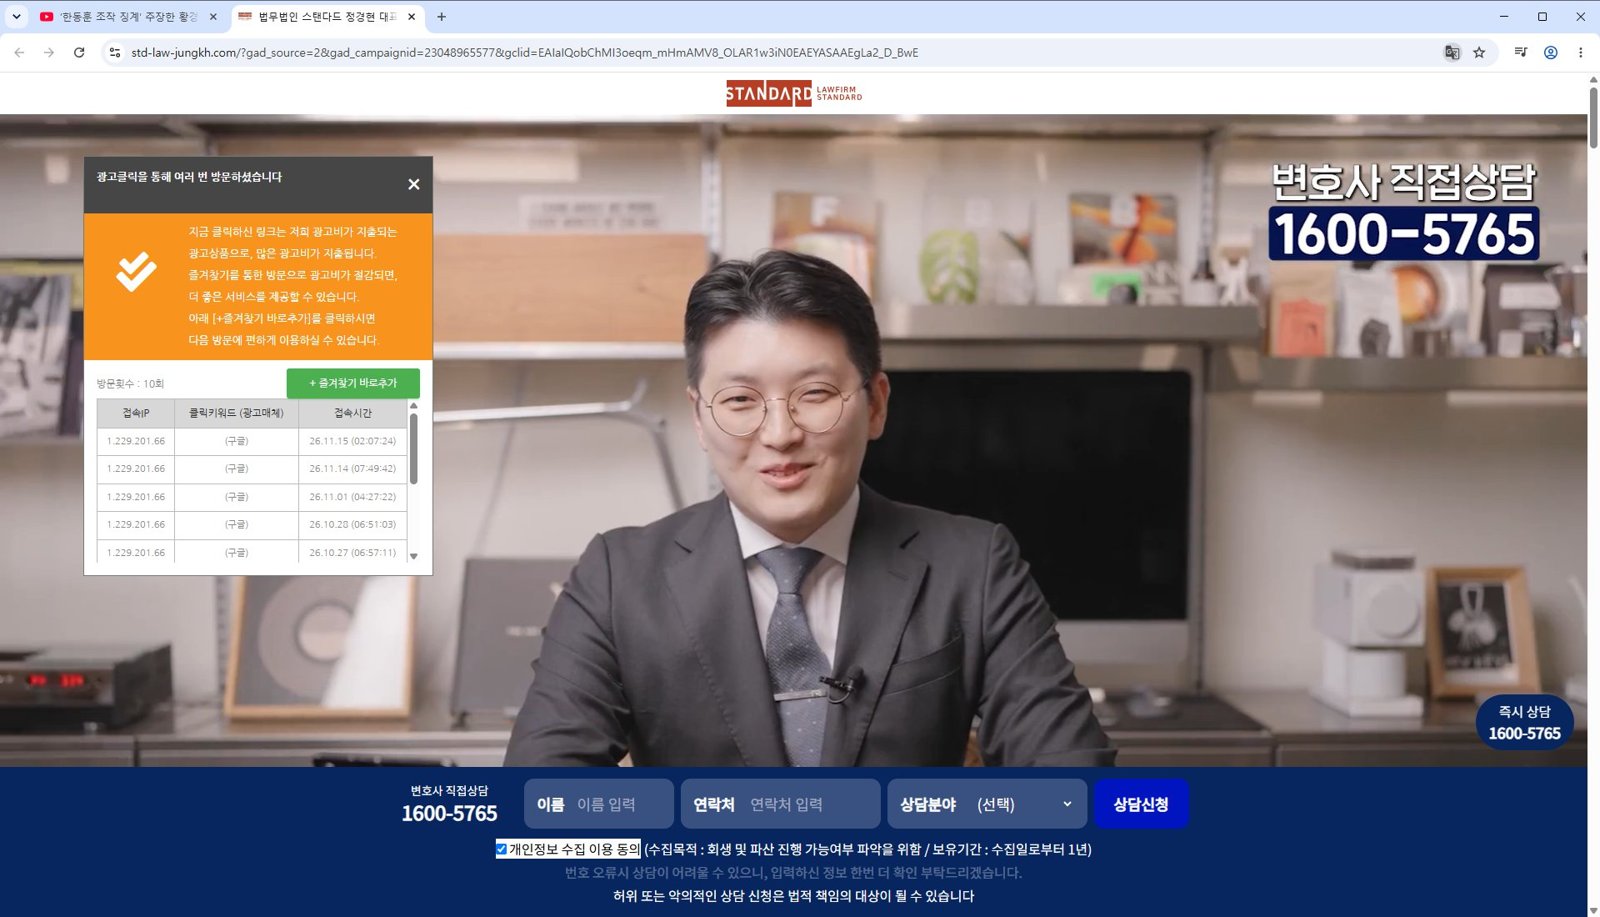 '한동훈 조작 징계' 주장한 황경
법무법인 스탠다드 정경현 대표
std-law-jungkh.com/?gad_source=2&gad_campaignid=23048965577&gclid=EAIaIQobChMI3oeqm_mHmAMV8_OLAR1w3iN0EAEYASAAEgLa2_D_BwE
STANDARD LAWFIRM STANDARD
광고클릭을 통해 여러 번 방문하셨습니다
지금 클릭하신 링크는 저희 광고비가 지출되는
광고상품으로, 많은 광고비가 지출됩니다.
즐겨찾기를 통한 방문으로 광고비가 절감되면,
더 좋은 서비스를 제공할 수 있습니다.
아래 [+즐겨찾기 바로추가]를 클릭하시면
다음 방문에 편하게 이용하실 수 있습니다.
방문횟수 : 10회
+ 즐겨찾기 바로추가
접속IP 클릭키워드 (광고매체) 접속시간
1.229.201.66 (구글) 26.11.15 (02:07:24)
1.229.201.66 (구글) 26.11.14 (07:49:42)
1.229.201.66 (구글) 26.11.01 (04:27:22)
1.229.201.66 (구글) 26.10.28 (06:51:03)
1.229.201.66 (구글) 26.10.27 (06:57:11)
변호사 직접상담
1600-5765
즉시 상담
1600-5765
변호사 직접상담
1600-5765
이름 이름 입력
연락처 연락처 입력
상담분야 (선택)
상담신청
개인정보 수집 이용 동의 (수집목적 : 회생 및 파산 진행 가능여부 파악을 위함 / 보유기간 : 수집일로부터 1년)
번호 오류시 상담이 어려울 수 있으니, 입력하신 정보 한번 더 확인 부탁드리겠습니다.
허위 또는 악의적인 상담 신청은 법적 책임의 대상이 될 수 있습니다